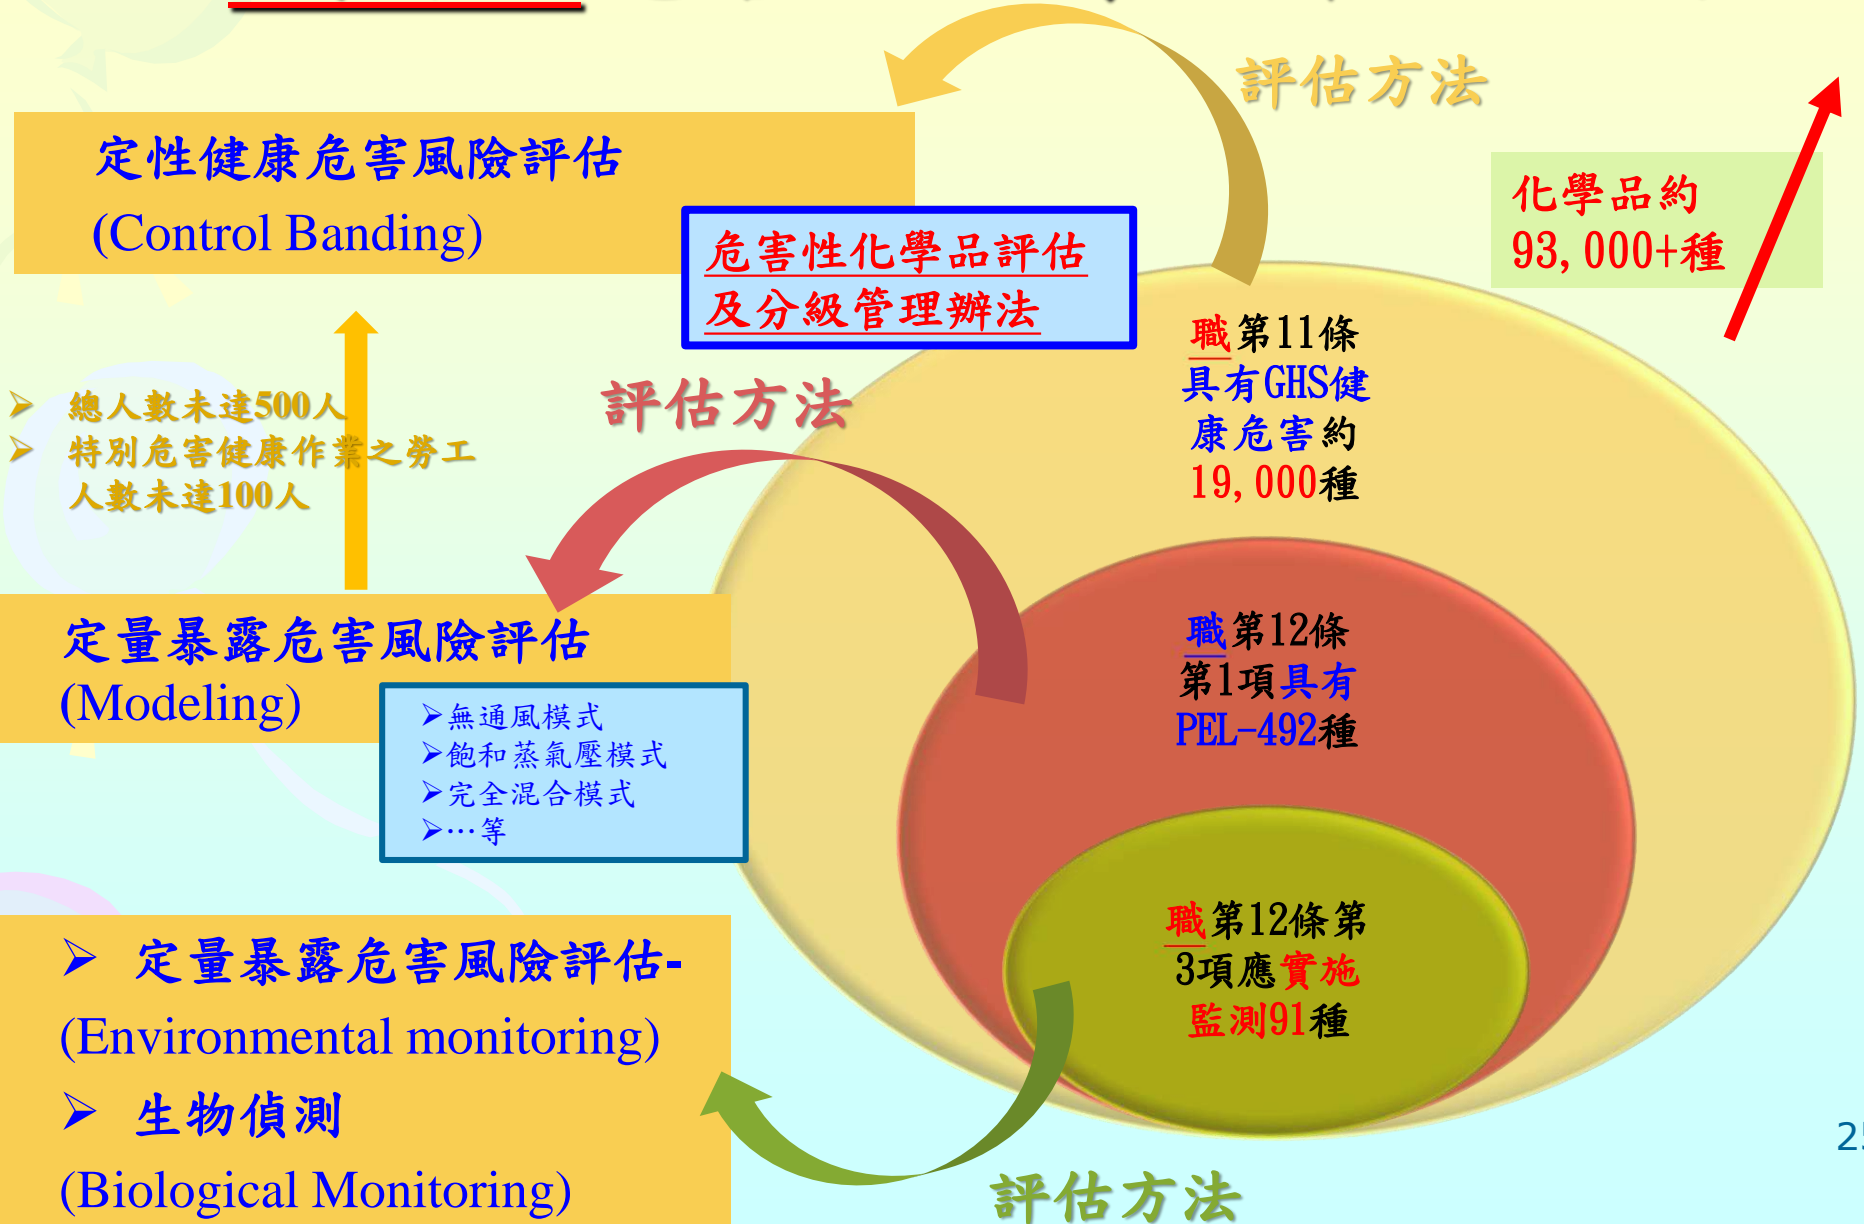 評估方法
定性健康危害風險評估
(Control Banding)
危害性化學品評估
及分級管理辦法
化學品約
93,000+種
職第11條
具有GHS健
康危害約
19,000種
➢ 總人數未達500人
➢ 特別危害健康作業之勞工
人數未達100人
評估方法
定量暴露危害風險評估
(Modeling)
➢無通風模式
➢飽和蒸氣壓模式
➢完全混合模式
➢…等
職第12條
第1項具有
PEL-492種
➢ 定量暴露危害風險評估-
(Environmental monitoring)
➢ 生物偵測
(Biological Monitoring)
職第12條第
3項應實施
監測91種
評估方法